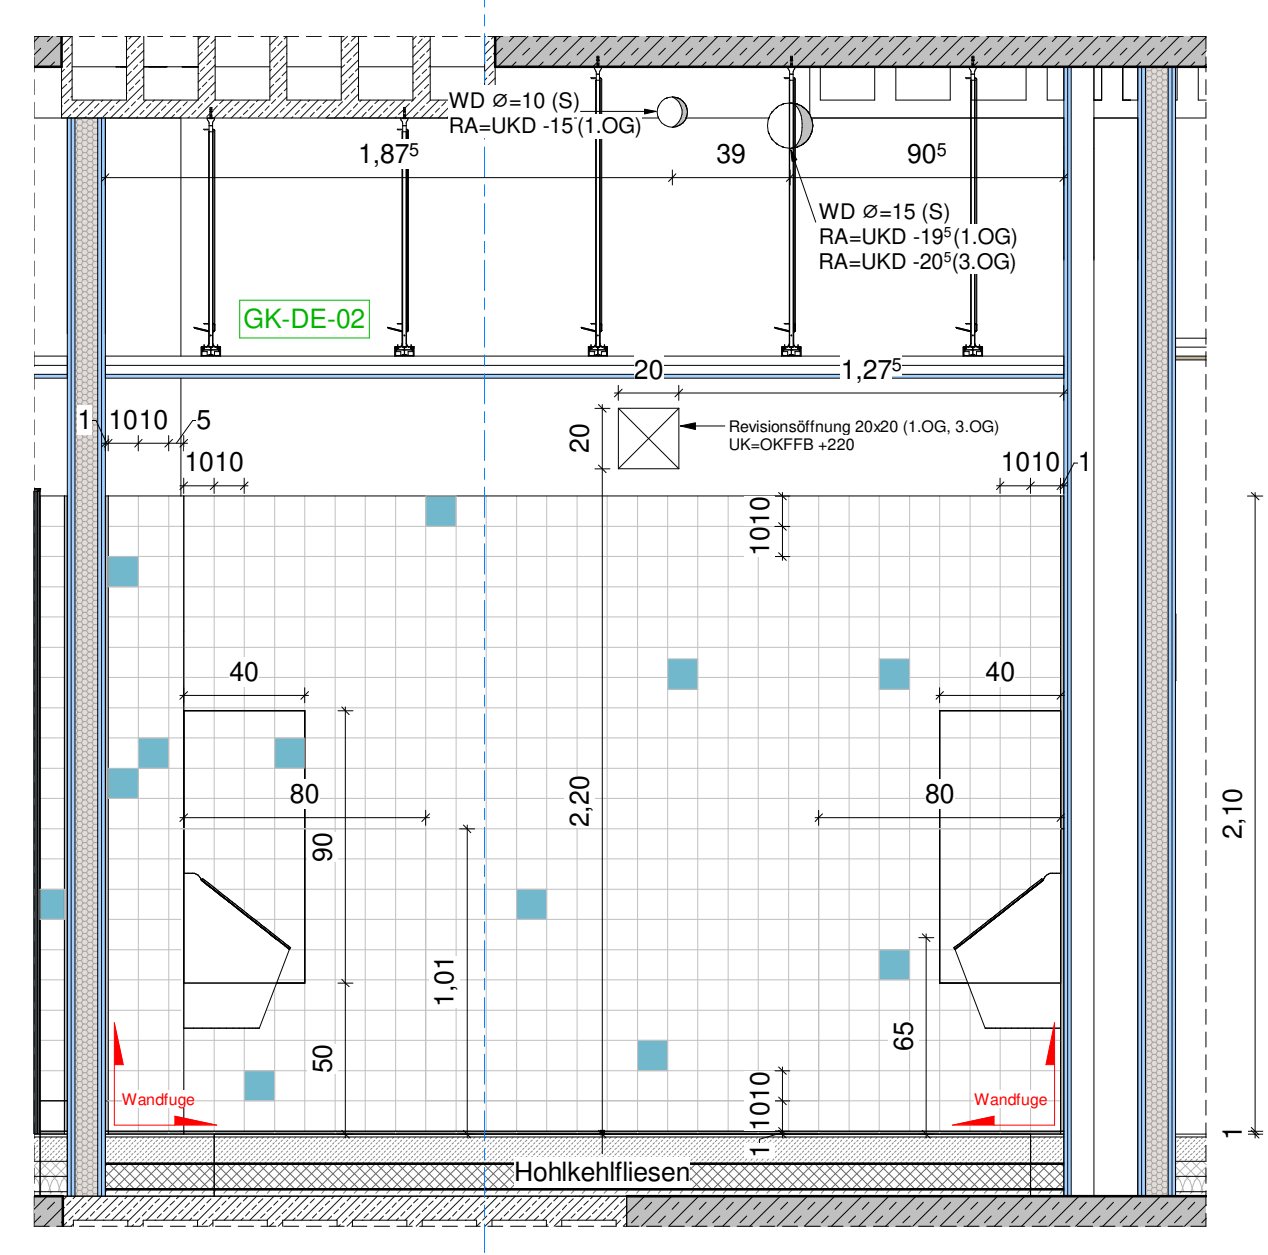 WD Ø=10 (S)
RA=UKD -15 (1.OG)
1,87⁵
39
90⁵
WD Ø=15 (S)
RA=UKD -19⁵(1.OG)
RA=UKD -20⁵(3.OG)
GK-DE-02
20
1,27⁵
1
1010
5
20
Revisionsöffnung 20x20 (1.OG, 3.OG)
UK=OKFFB +220
1010
1010
1
1010
40
40
80
80
2,20
2,10
90
1,01
65
50
1010
Wandfuge
Wandfuge
1
1
Hohlkehlfliesen